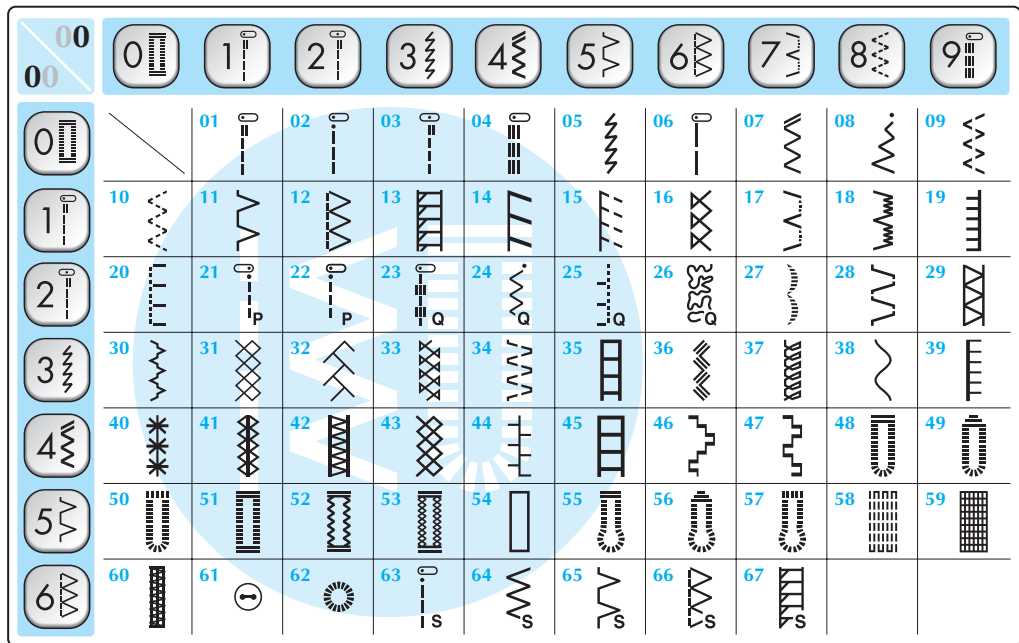 00
00
0 1 2 3 4 5 6 7 8 9
0 01 02 03 04 05 06 07 08 09
1 10 11 12 13 14 15 16 17 18 19
2 20 21 P 22 P 23 Q 24 Q 25 Q 26 Q 27 28 29
3 30 31 32 33 34 35 36 37 38 39
4 40 41 42 43 44 45 46 47 48 49
5 50 51 52 53 54 55 56 57 58 59
6 60 61 62 63 S 64 S 65 S 66 S 67 S